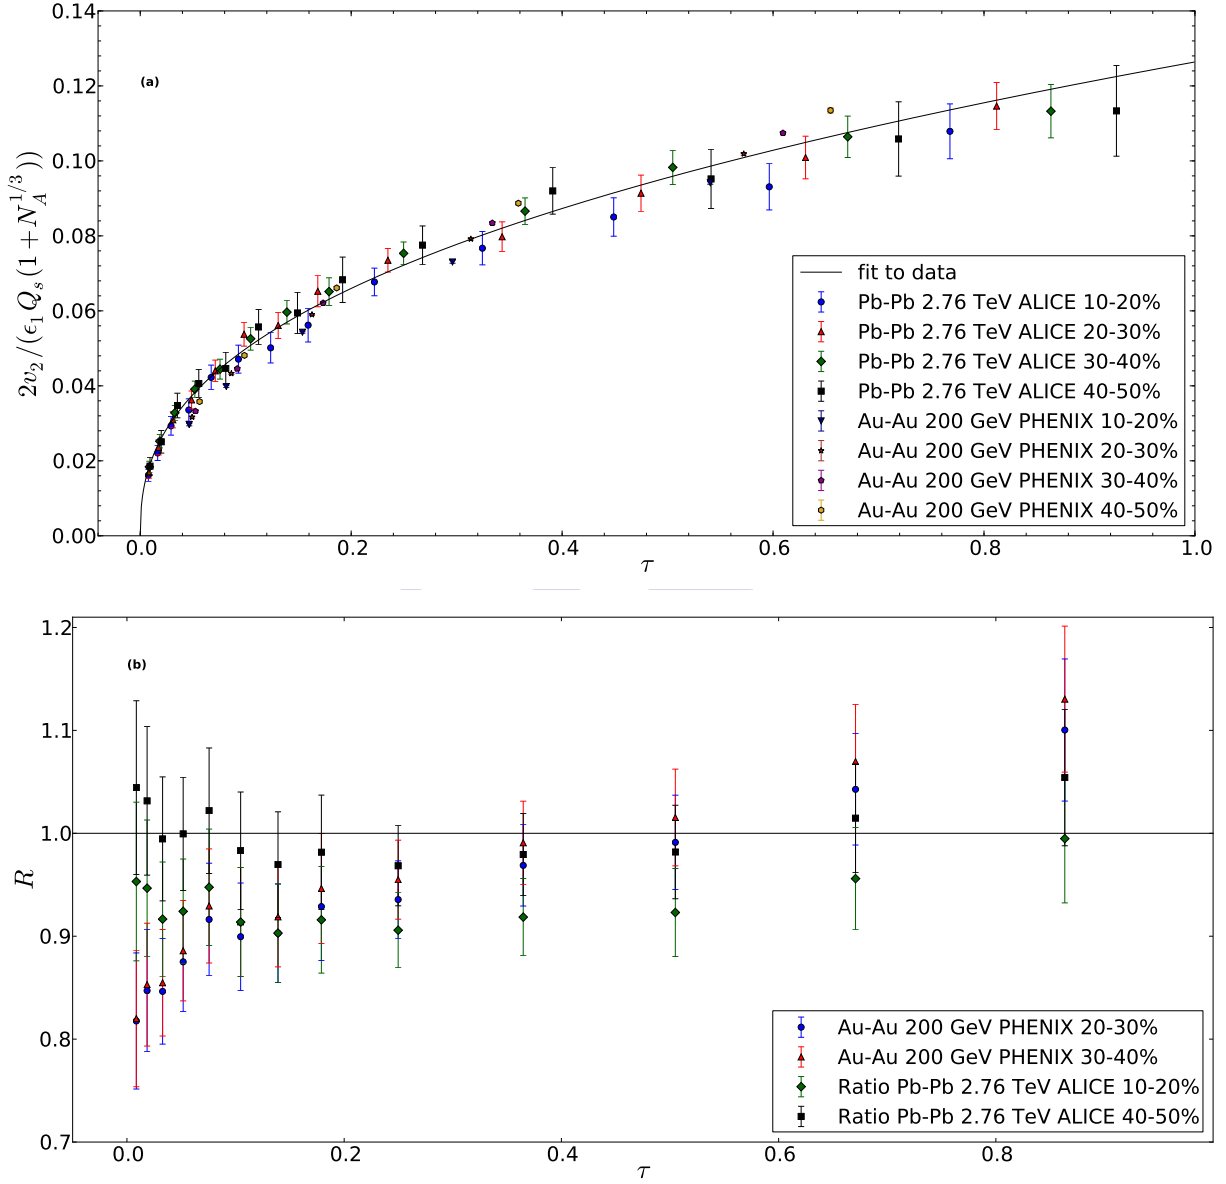 0.14
0.12
0.10
0.08
0.06
0.04
0.02
0.00
2v_2/(ϵ_1 Q_s (1+N_A^{1/3}))
(a)
fit to data
Pb-Pb 2.76 TeV ALICE 10-20%
Pb-Pb 2.76 TeV ALICE 20-30%
Pb-Pb 2.76 TeV ALICE 30-40%
Pb-Pb 2.76 TeV ALICE 40-50%
Au-Au 200 GeV PHENIX 10-20%
Au-Au 200 GeV PHENIX 20-30%
Au-Au 200 GeV PHENIX 30-40%
Au-Au 200 GeV PHENIX 40-50%
0.0 0.2 0.4 0.6 0.8 1.0
τ
1.2
1.1
1.0
0.9
0.8
0.7
R
(b)
Au-Au 200 GeV PHENIX 20-30%
Au-Au 200 GeV PHENIX 30-40%
Ratio Pb-Pb 2.76 TeV ALICE 10-20%
Ratio Pb-Pb 2.76 TeV ALICE 40-50%
0.0 0.2 0.4 0.6 0.8
τ